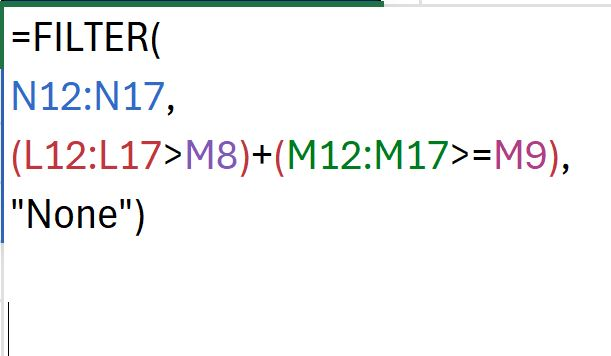 =FILTER(
N12:N17,
(L12:L17>M8)+(M12:M17>=M9),
"None")